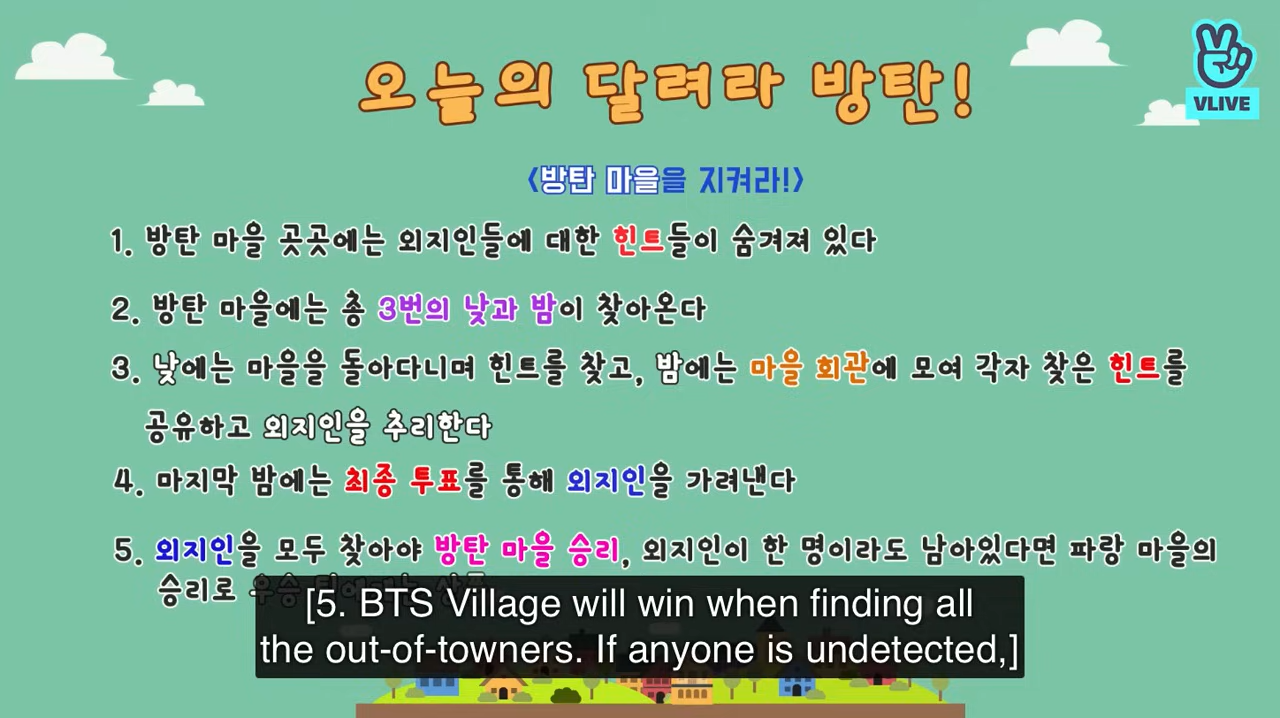 VLIVE
오늘의 달려라 방탄!
<방탄 마을을 지켜라!>
1. 방탄 마을 곳곳에는 외지인들에 대한 힌트들이 숨겨져 있다
2. 방탄 마을에는 총 3번의 낮과 밤이 찾아온다
3. 낮에는 마을을 돌아다니며 힌트를 찾고, 밤에는 마을 회관에 모여 각자 찾은 힌트를
공유하고 외지인을 추리한다
4. 마지막 밤에는 최종 투표를 통해 외지인을 가려낸다
5. 외지인을 모두 찾아야 방탄 마을 승리, 외지인이 한 명이라도 남아있다면 파랑 마을의
승리로
[5. BTS Village will win when finding all
the out-of-towners. If anyone is undetected,]